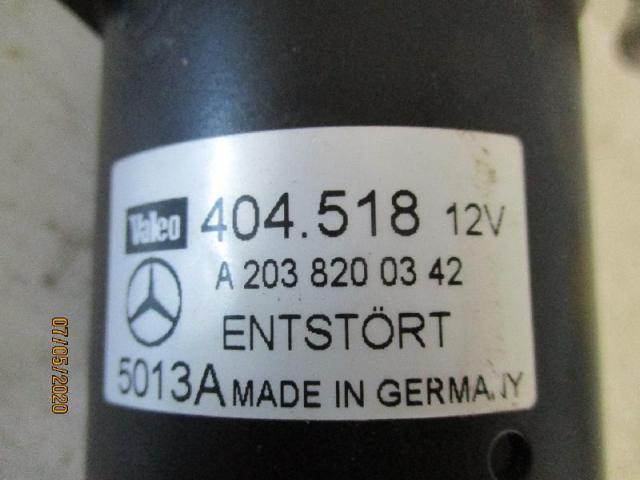 Valeo 404.518 12V
A 203 820 03 42
ENTSTÖRT
5013A MADE IN GERMANY
07/05/2020